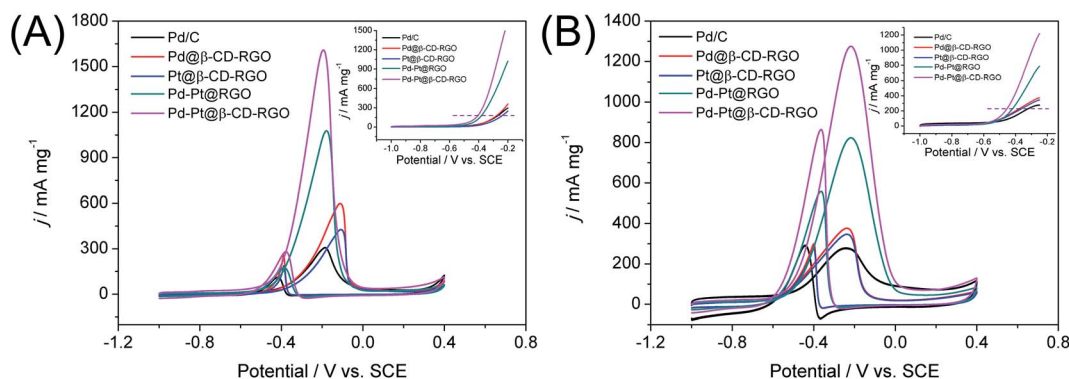 (A)
1800
1500
1200
900
600
300
0
j / mA mg⁻¹
Pd/C
Pd@β-CD-RGO
Pt@β-CD-RGO
Pd-Pt@RGO
Pd-Pt@β-CD-RGO
1500
1200
900
600
300
0
j / mA mg⁻¹
Pd/C
Pd@β-CD-RGO
Pt@β-CD-RGO
Pd-Pt@RGO
Pd-Pt@β-CD-RGO
-1.0 -0.8 -0.6 -0.4 -0.2
Potential / V vs. SCE
-1.2 -0.8 -0.4 0.0 0.4 0.8
Potential / V vs. SCE
(B)
1400
1200
1000
800
600
400
200
0
j / mA mg⁻¹
Pd/C
Pd@β-CD-RGO
Pt@β-CD-RGO
Pd-Pt@RGO
Pd-Pt@β-CD-RGO
1200
1000
800
600
400
200
0
j / mA mg⁻¹
Pd/C
Pd@β-CD-RGO
Pt@β-CD-RGO
Pd-Pt@RGO
Pd-Pt@β-CD-RGO
-1.0 -0.8 -0.6 -0.4 -0.2
Potential / V vs. SCE
-1.2 -0.8 -0.4 0.0 0.4 0.8
Potential / V vs. SCE